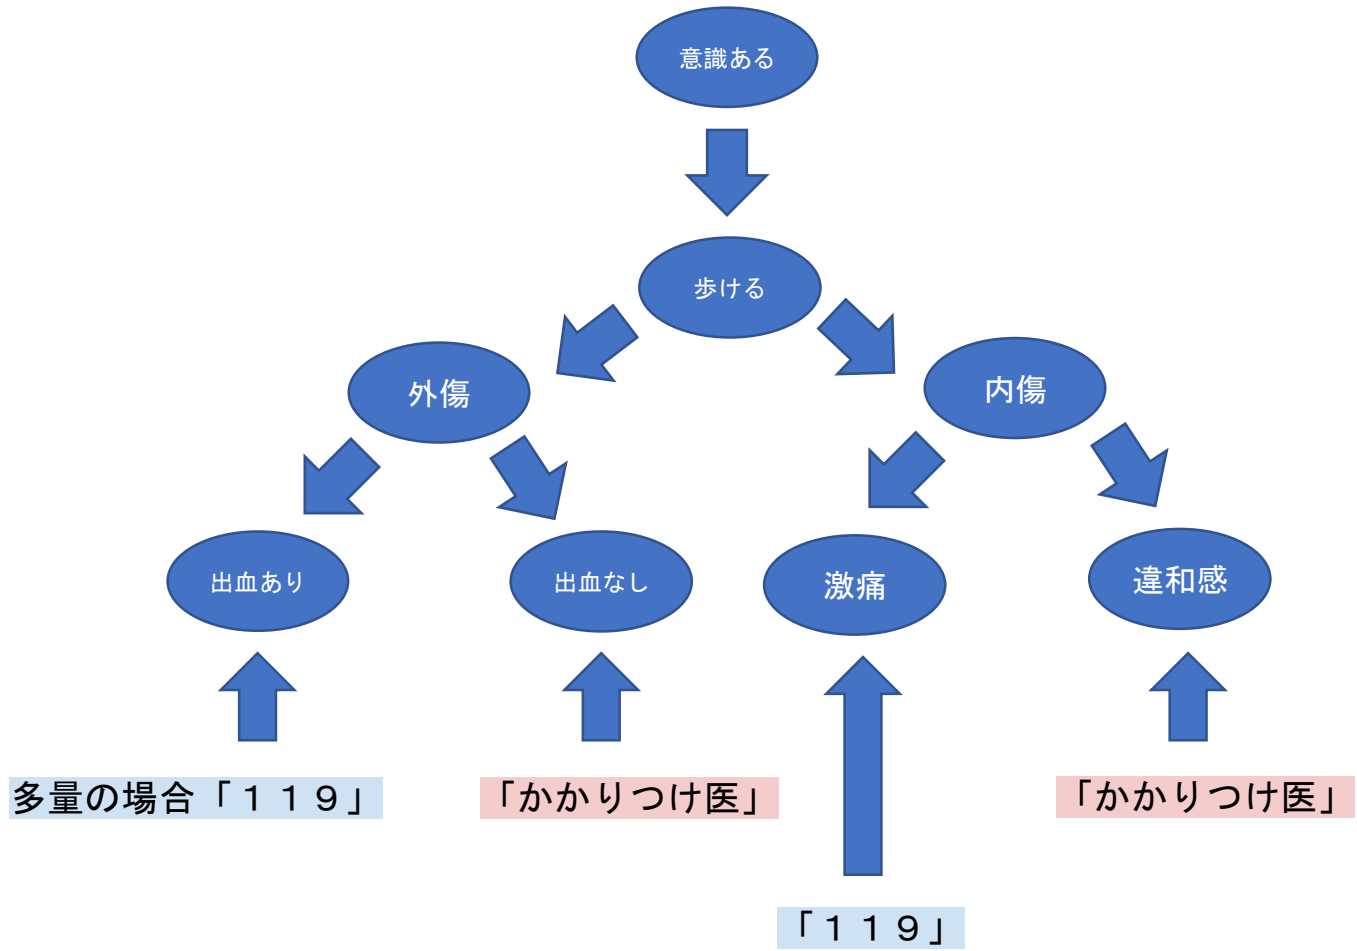 意識ある
歩ける
外傷
内傷
出血あり
出血なし
激痛
違和感
多量の場合「１１９」
「かかりつけ医」
「かかりつけ医」
「１１９」